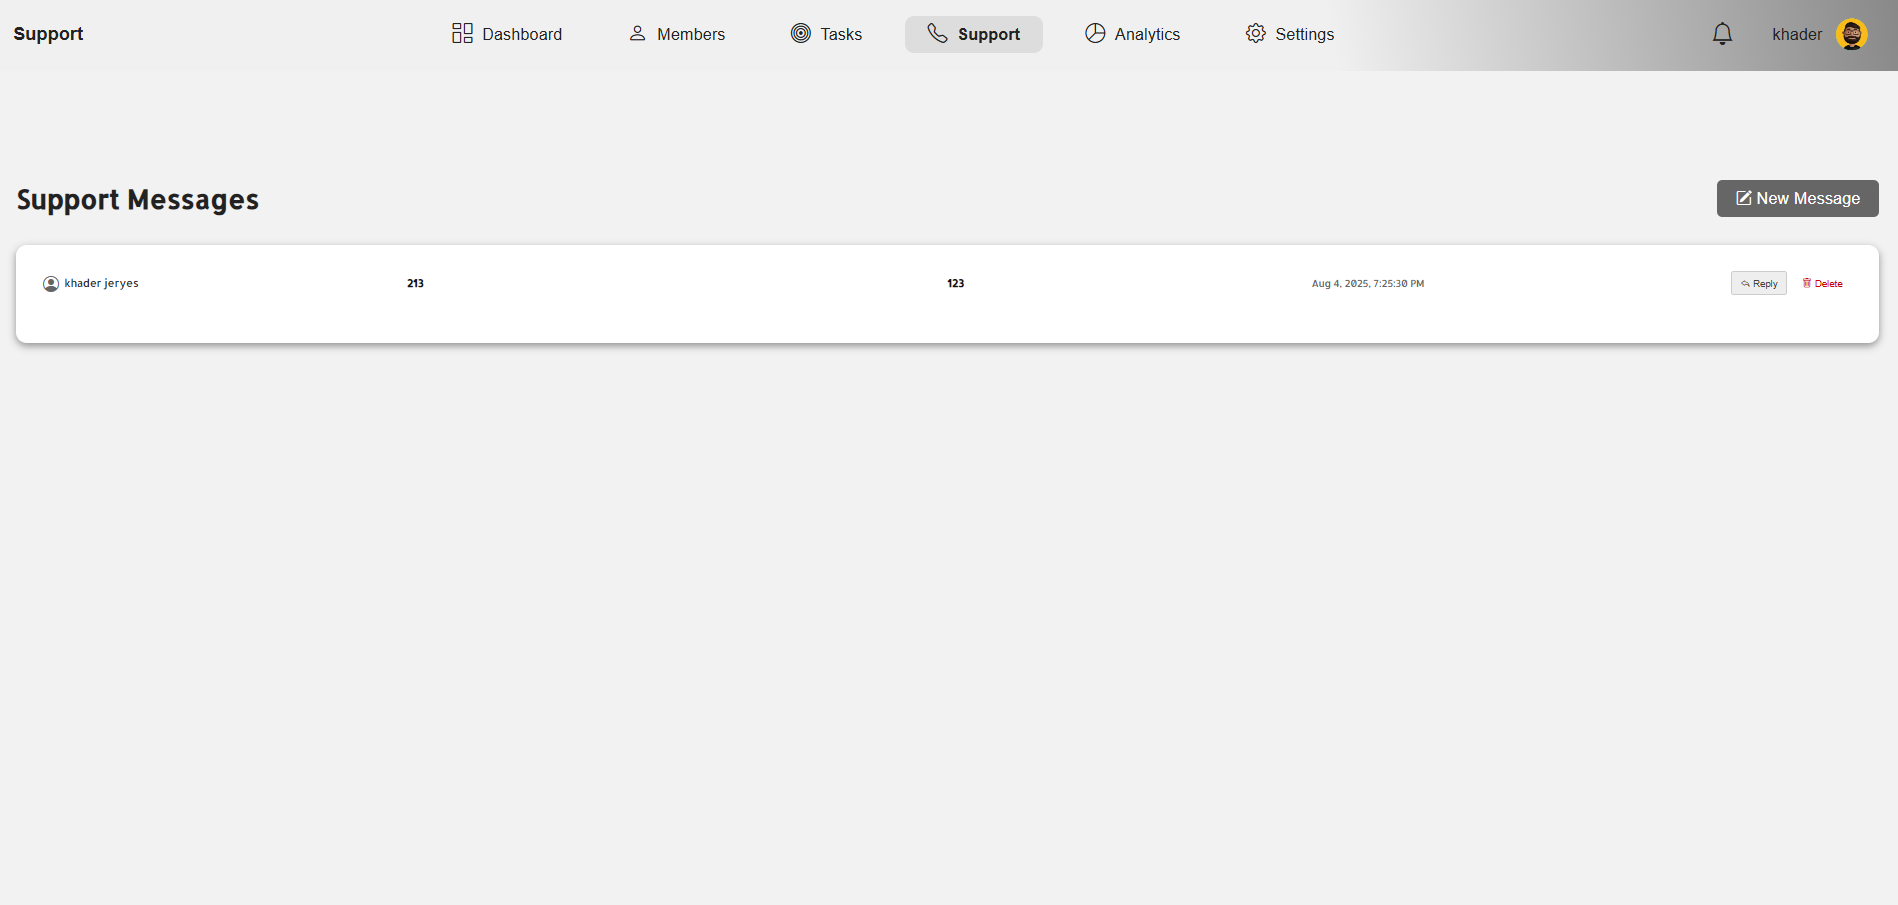 Support
Dashboard
Members
Tasks
Support
Analytics
Settings
khader
Support Messages
New Message
khader jeryes
213
123
Aug 4, 2025, 7:25:30 PM
Reply
Delete